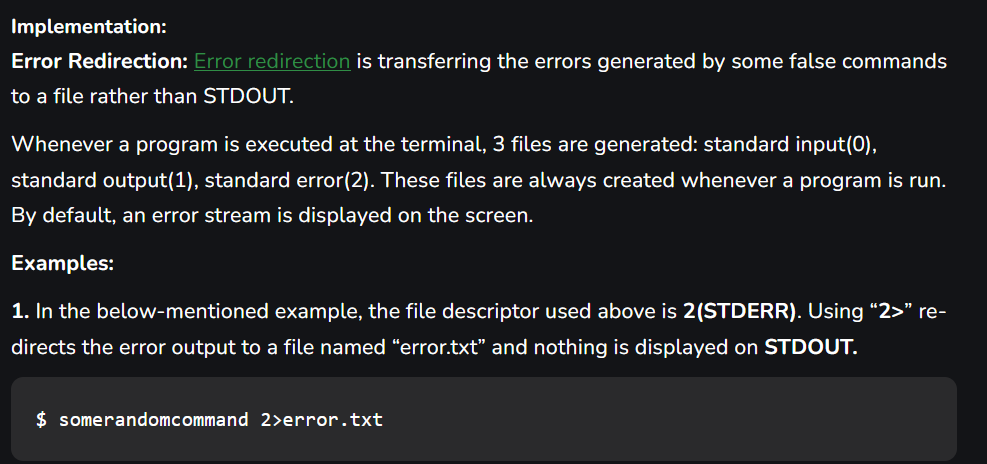 Implementation:
Error Redirection: Error redirection is transferring the errors generated by some false commands
to a file rather than STDOUT.
Whenever a program is executed at the terminal, 3 files are generated: standard input(0),
standard output(1), standard error(2). These files are always created whenever a program is run.
By default, an error stream is displayed on the screen.
Examples:
1. In the below-mentioned example, the file descriptor used above is 2(STDERR). Using “2>” re-
directs the error output to a file named “error.txt” and nothing is displayed on STDOUT.
$ somerandomcommand 2>error.txt